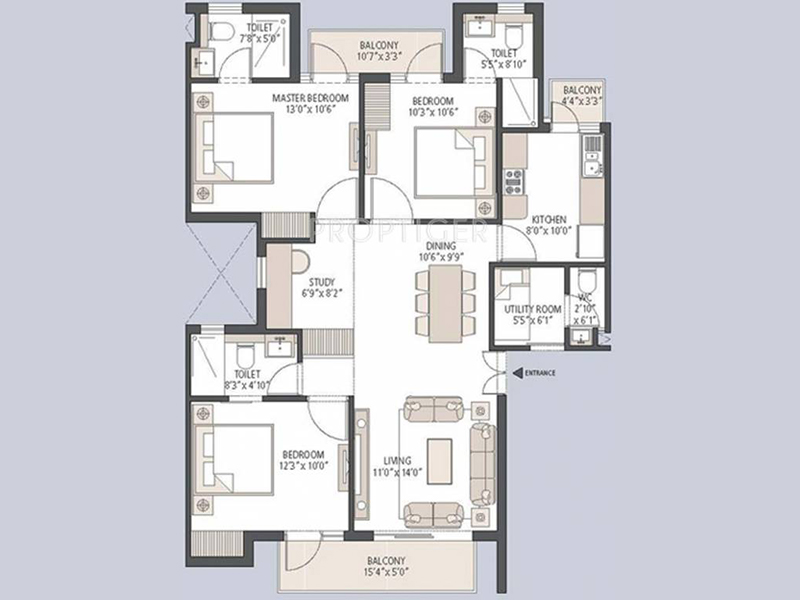 TOILET
7'8"x 5'0"
BALCONY
10'7"x 3'3"
TOILET
5'5"x 8'10"
BALCONY
4'4"x 3'3"
MASTER BEDROOM
13'0"x 10'6"
BEDROOM
10'3"x 10'6"
PROPTIGER
KITCHEN
8'0"x 10'0"
DINING
10'6"x 9'9"
STUDY
6'9"x 8'2"
UTILITY ROOM
5'5"x 6'1"
WC
2'10"
x 6'1"
TOILET
8'3"x 4'10"
ENTRANCE
BEDROOM
12'3"x 10'0"
LIVING
11'0"x 14'0"
BALCONY
15'4"x 5'0"